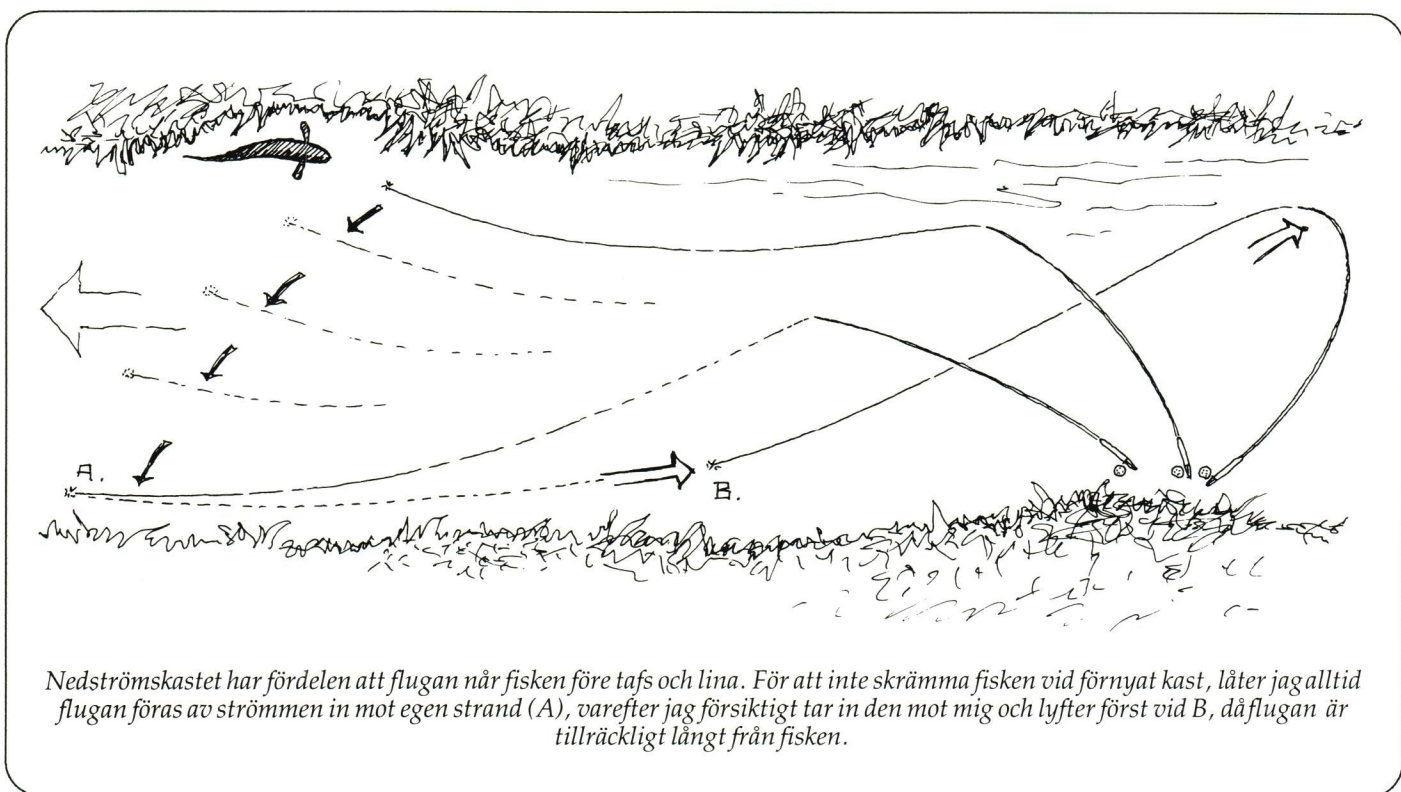 A.
B.
Nedströmskastet har fördelen att flugan når fisken före tafs och lina. För att inte skrämma fisken vid förnyat kast, låter jag alltid
flugan föras av strömmen in mot egen strand (A), varefter jag försiktigt tar in den mot mig och lyfter först vid B, då flugan är
tillräckligt långt från fisken.